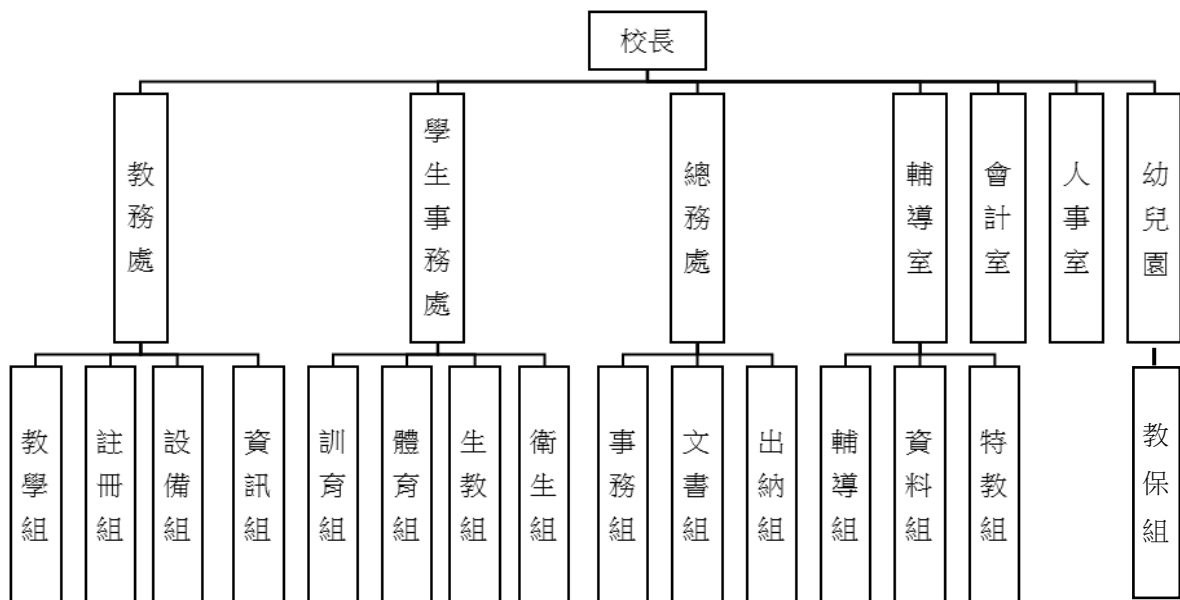 校長
教務處
學生事務處
總務處
輔導室
會計室
人事室
幼兒園
教學組
註冊組
設備組
資訊組
訓育組
體育組
生教組
衛生組
事務組
文書組
出納組
輔導組
資料組
特教組
教保組